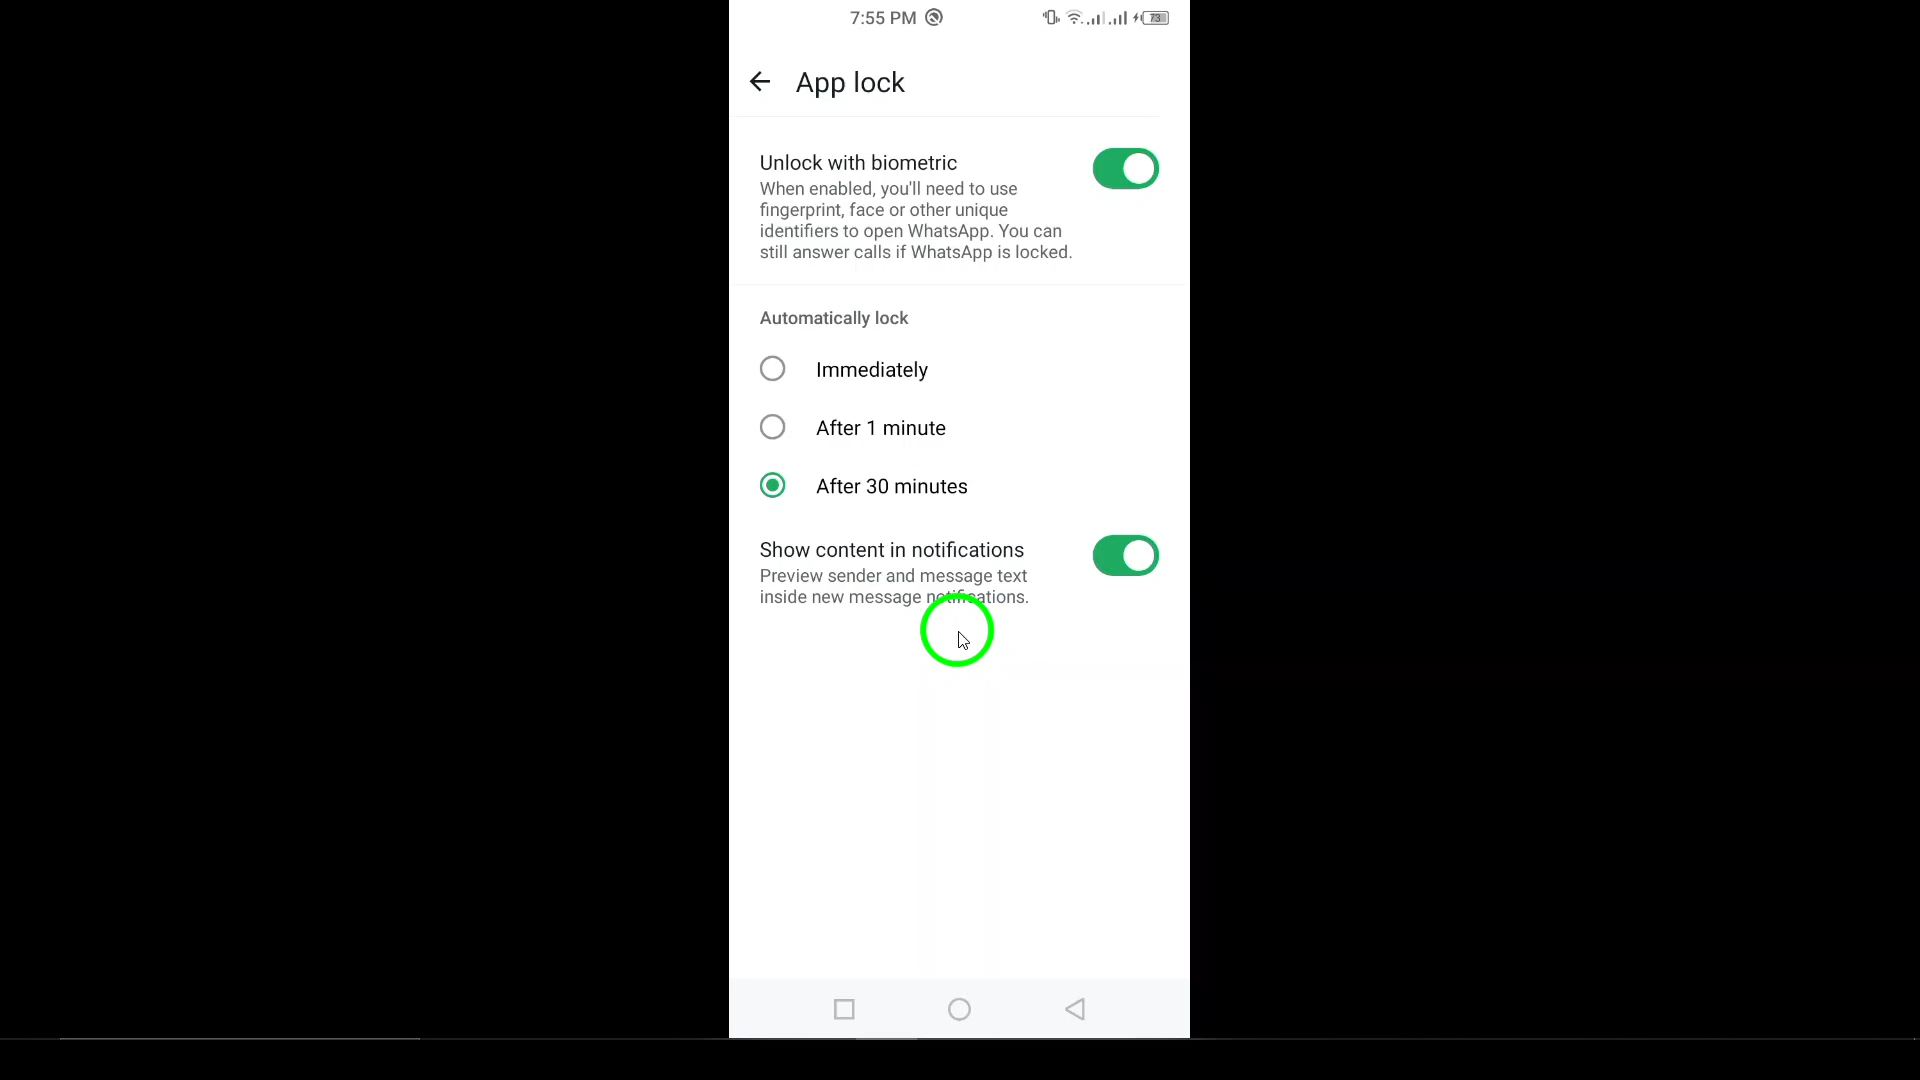 7:55 PM
73
App lock
Unlock with biometric
When enabled, you'll need to use
fingerprint, face or other unique
identifiers to open WhatsApp. You can
still answer calls if WhatsApp is locked.
Automatically lock
Immediately
After 1 minute
After 30 minutes
Show content in notifications
Preview sender and message text
inside new message notifications.